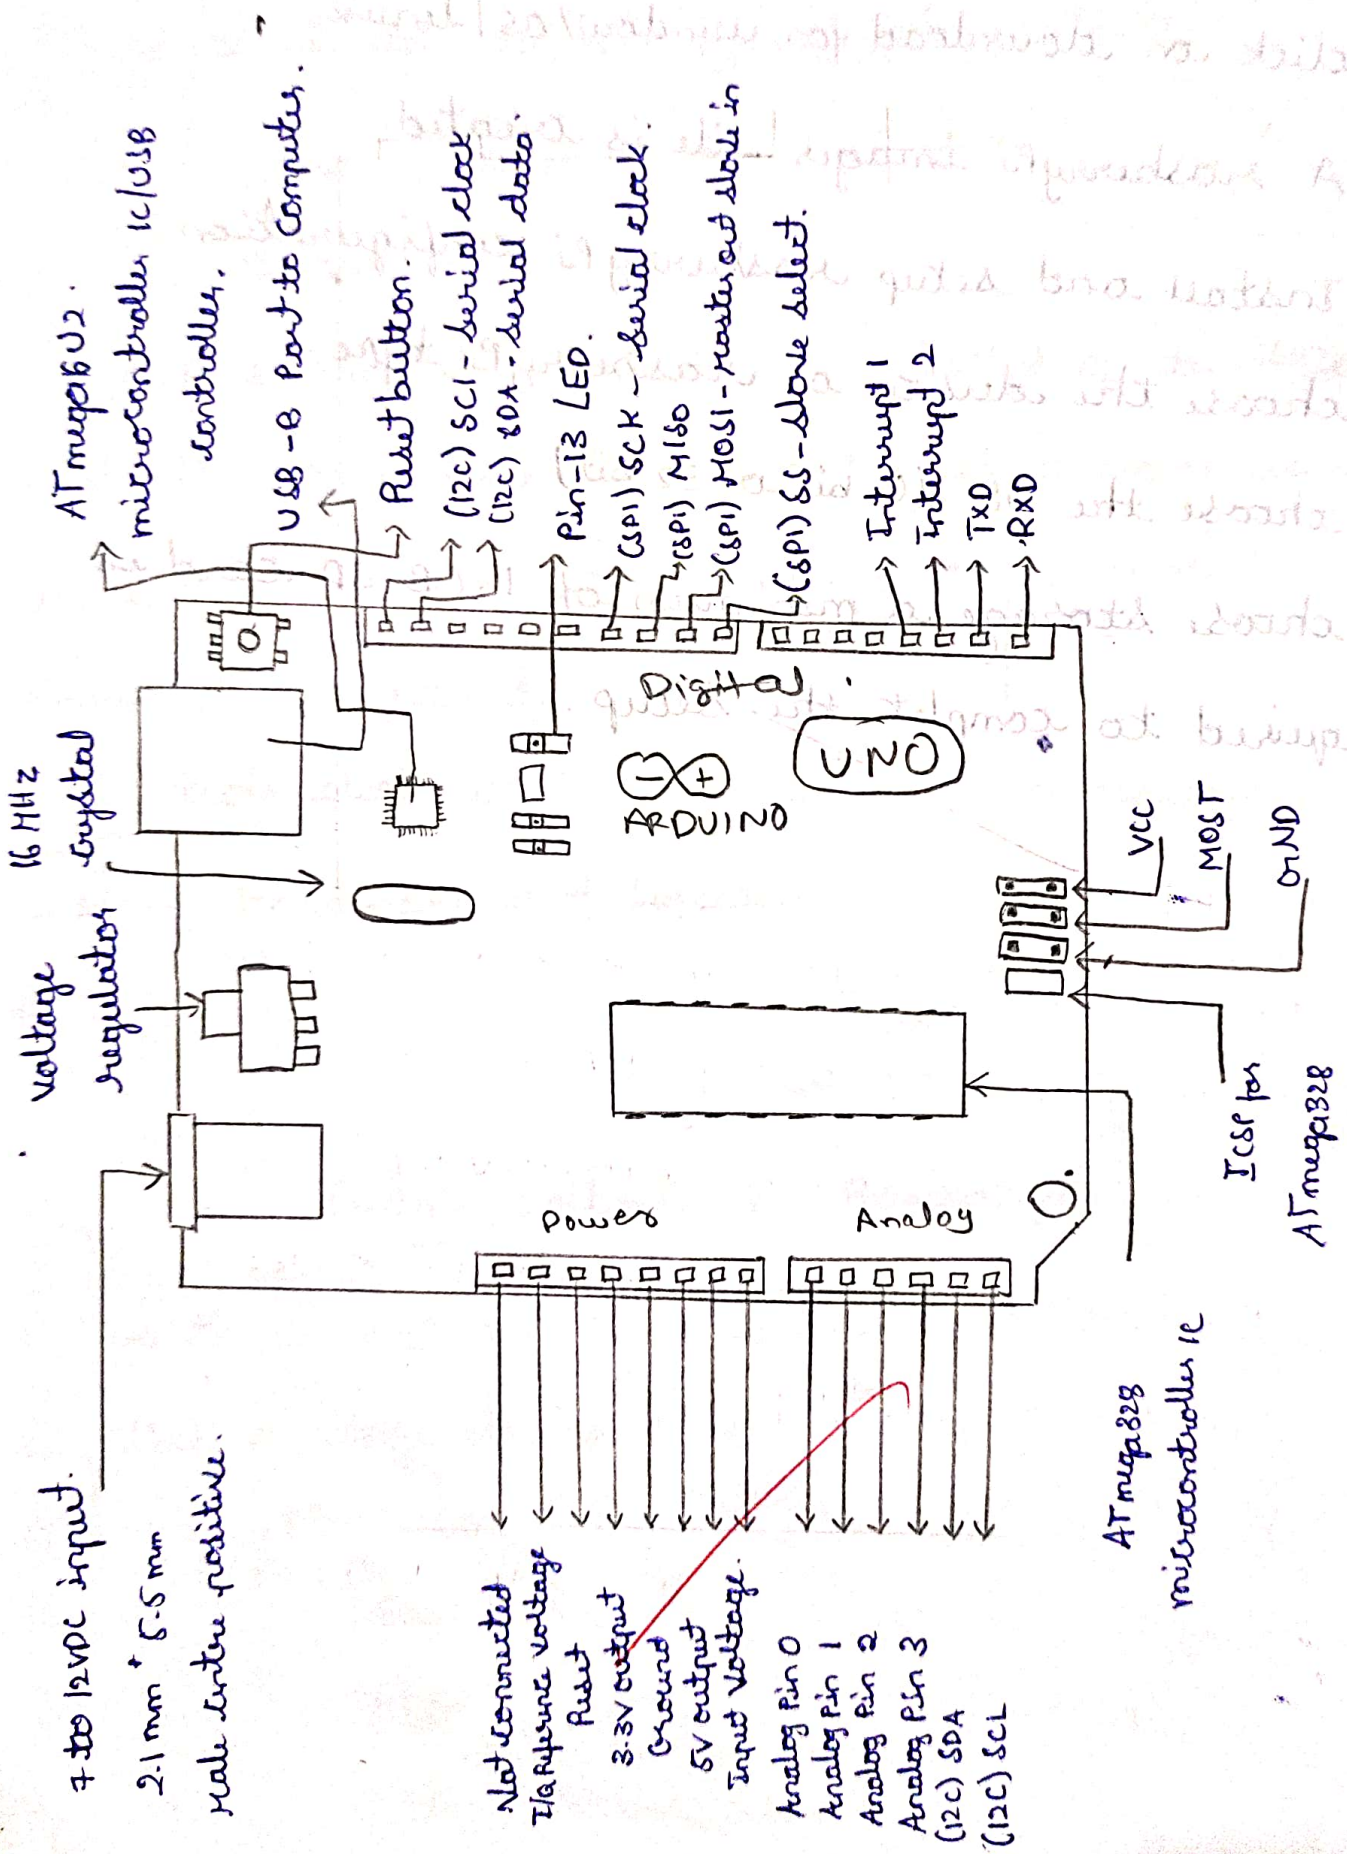 ATmega6U2.
microcontroller IC/USB
controller.
USB-B Port to Computer.
Reset button.
(I2C) SCI - Serial clock
(I2C) SDA - Serial data.
Pin-13 LED.
(SPI) SCK - Serial clock.
(SPI) MISO
(SPI) MOSI - Master out slave in
(SPI) SS - Slave select.
Interrupt 1
Interrupt 2
TXD
RXD
16 MHz
Crystal
Voltage
regulator
7 to 12VDC input.
2.1 mm * 5.5 mm
Male centre positive.
Digital
ARDUINO
UNO
Power
Analog
VCC
MOST
GND
ICSP for
ATmega328
ATmega328
microcontroller IC
Not connected
I/Q Reference Voltage
Reset
3.3V output
Ground
5V output
Input Voltage.
Analog Pin 0
Analog Pin 1
Analog Pin 2
Analog Pin 3
(I2C) SDA
(I2C) SCL